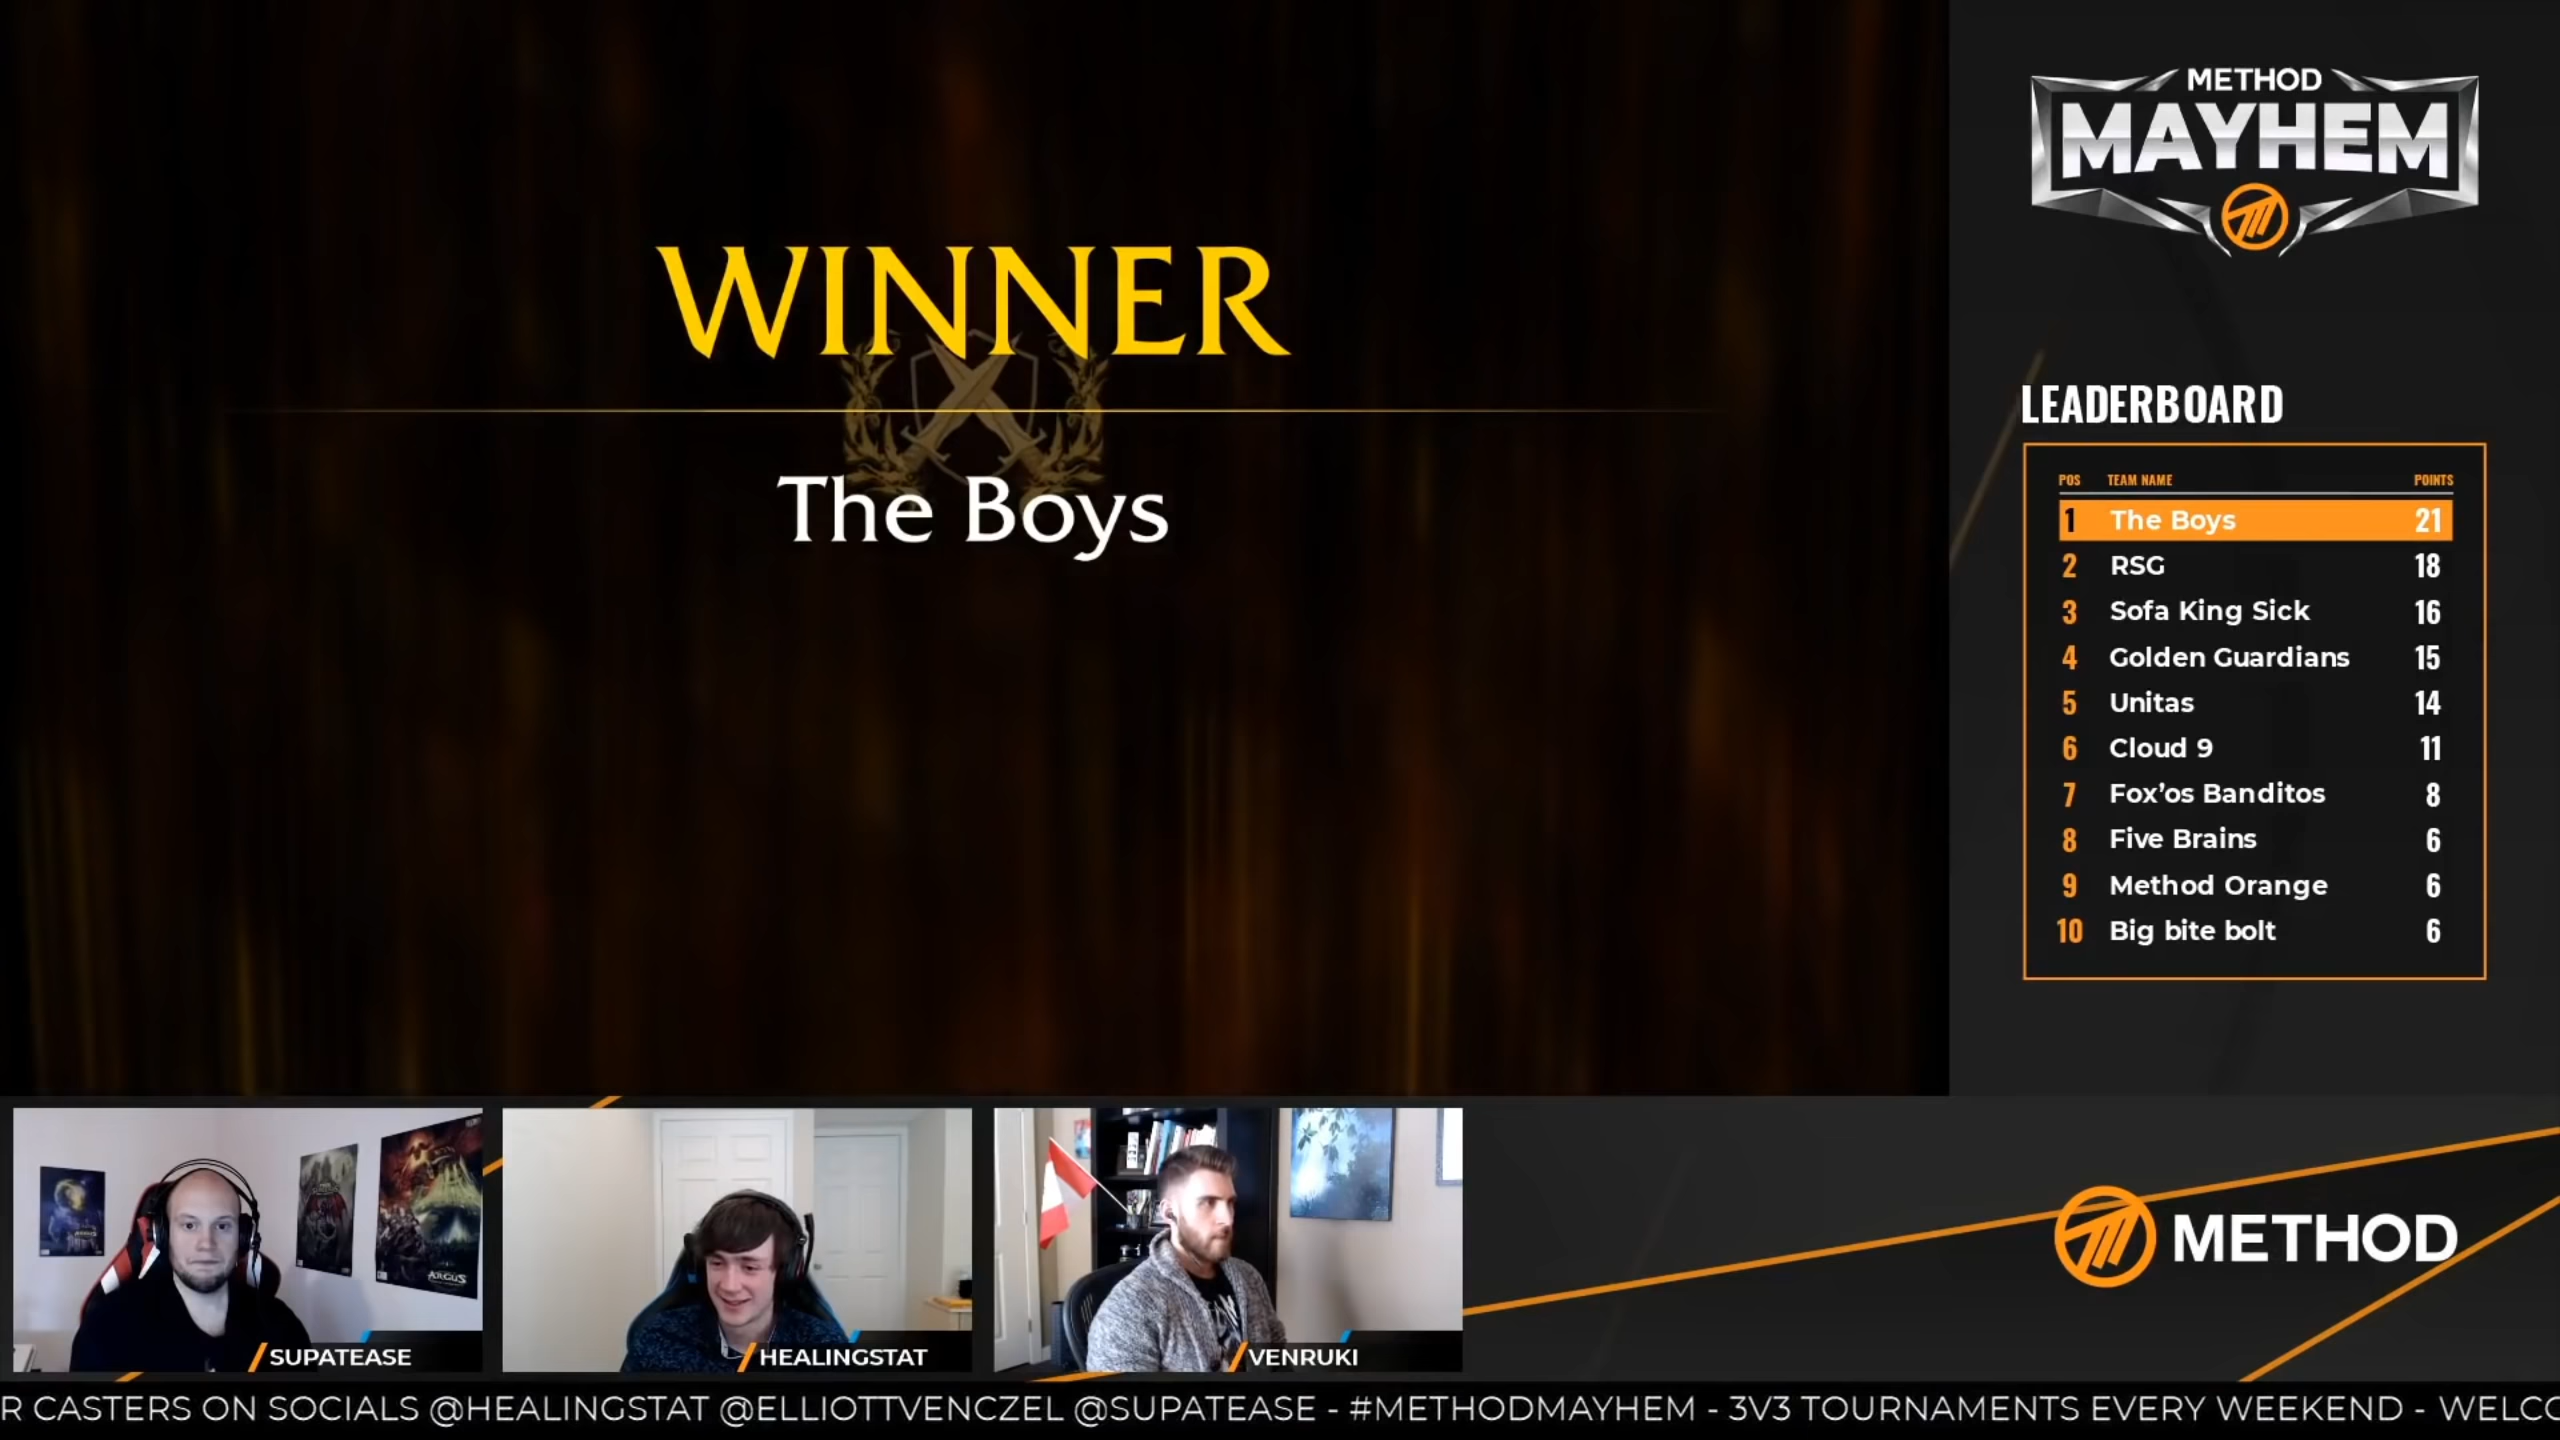 WINNER
The Boys
METHOD
MAYHEM
LEADERBOARD
POS TEAM NAME POINTS
1 The Boys 21
2 RSG 18
3 Sofa King Sick 16
4 Golden Guardians 15
5 Unitas 14
6 Cloud 9 11
7 Fox’os Banditos 8
8 Five Brains 6
9 Method Orange 6
10 Big bite bolt 6
ARGUS
SUPATEASE
HEALINGSTAT
VENRUKI
METHOD
R CASTERS ON SOCIALS @HEALINGSTAT @ELLIOTTVENCZEL @SUPATEASE - #METHODMAYHEM - 3V3 TOURNAMENTS EVERY WEEKEND - WELCO